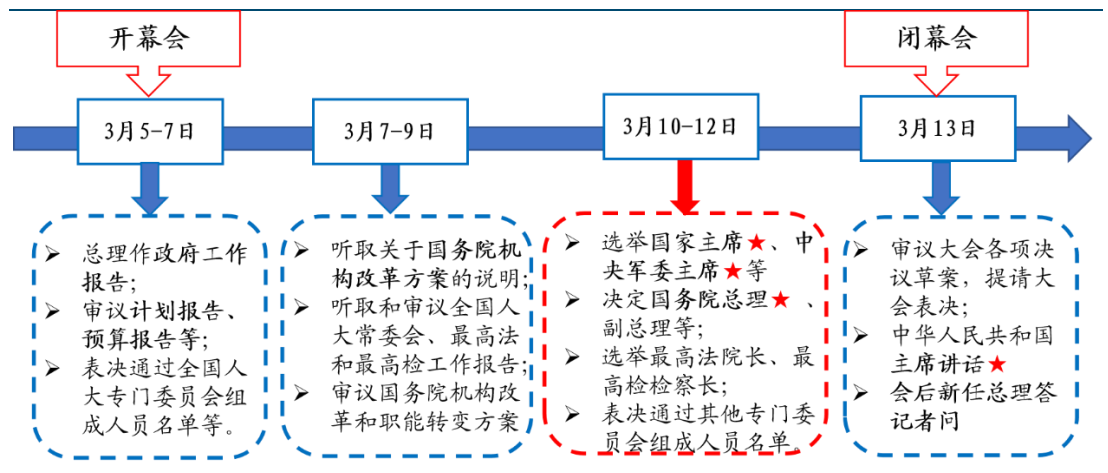 开幕会
闭幕会
3月5-7日
3月7-9日
3月10-12日
3月13日
➢ 总理作政府工作
报告;
➢ 审议计划报告、
预算报告等;
➢ 表决通过全国人
大专门委员会组
成人员名单等。
➢ 听取关于国务院机
构改革方案的说明;
➢ 听取和审议全国人
大常委会、最高法
和最高检工作报告;
➢ 审议国务院机构改
革和职能转变方案
➢ 选举国家主席★、中
央军委主席★等
➢ 决定国务院总理★、
副总理等;
➢ 选举最高法院长、最
高检检察长;
➢ 表决通过其他专门委
员会组成人员名单。
➢ 审议大会各项决
议草案，提请大
会表决;
➢ 中华人民共和国
主席讲话★
➢ 会后新任总理答
记者问